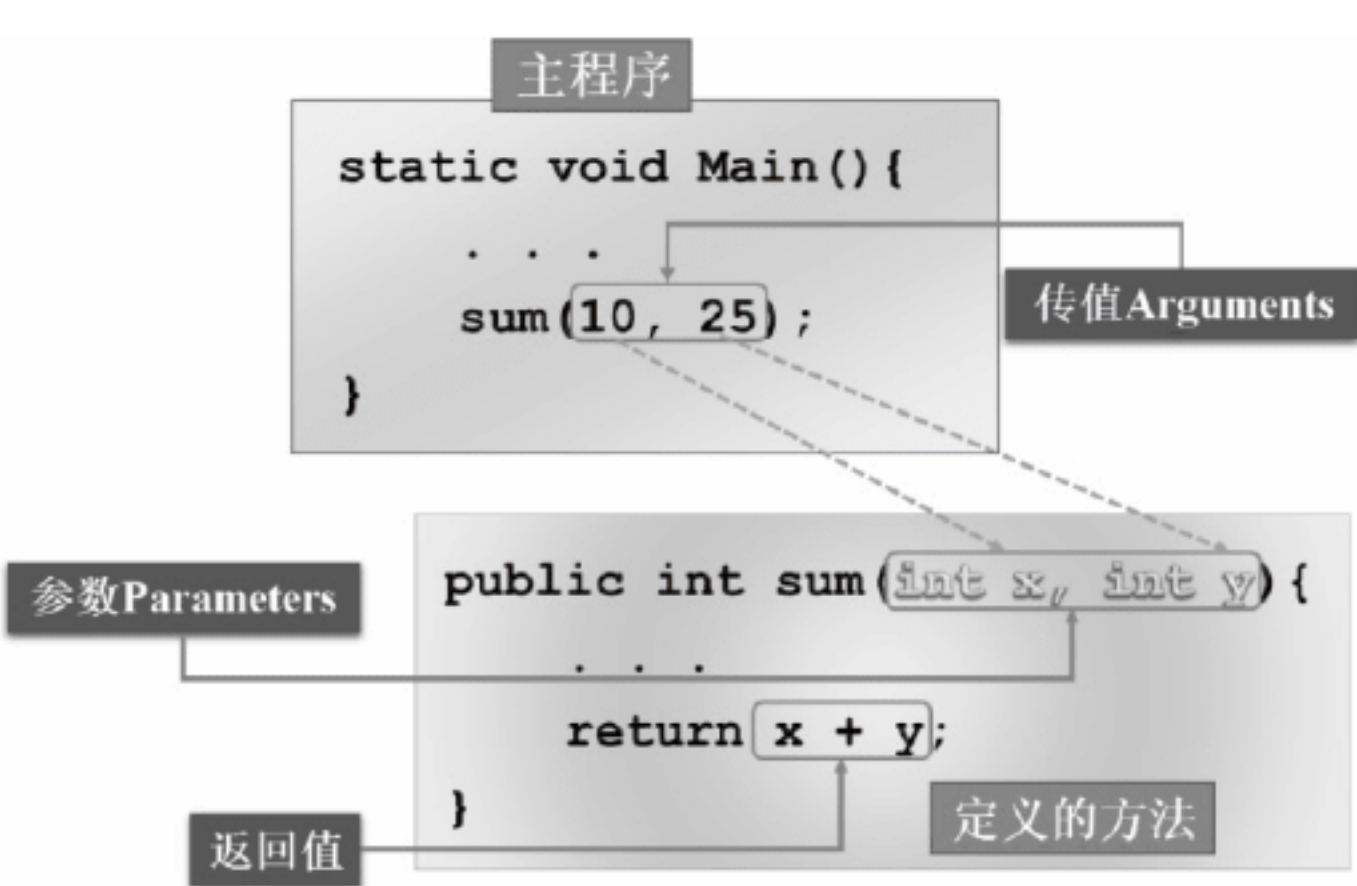 主程序
static void Main(){
. . .
传值Arguments
sum(10, 25);
}
参数Parameters
public int sum(int x, int y){
. . .
return x + y;
}
定义的方法
返回值